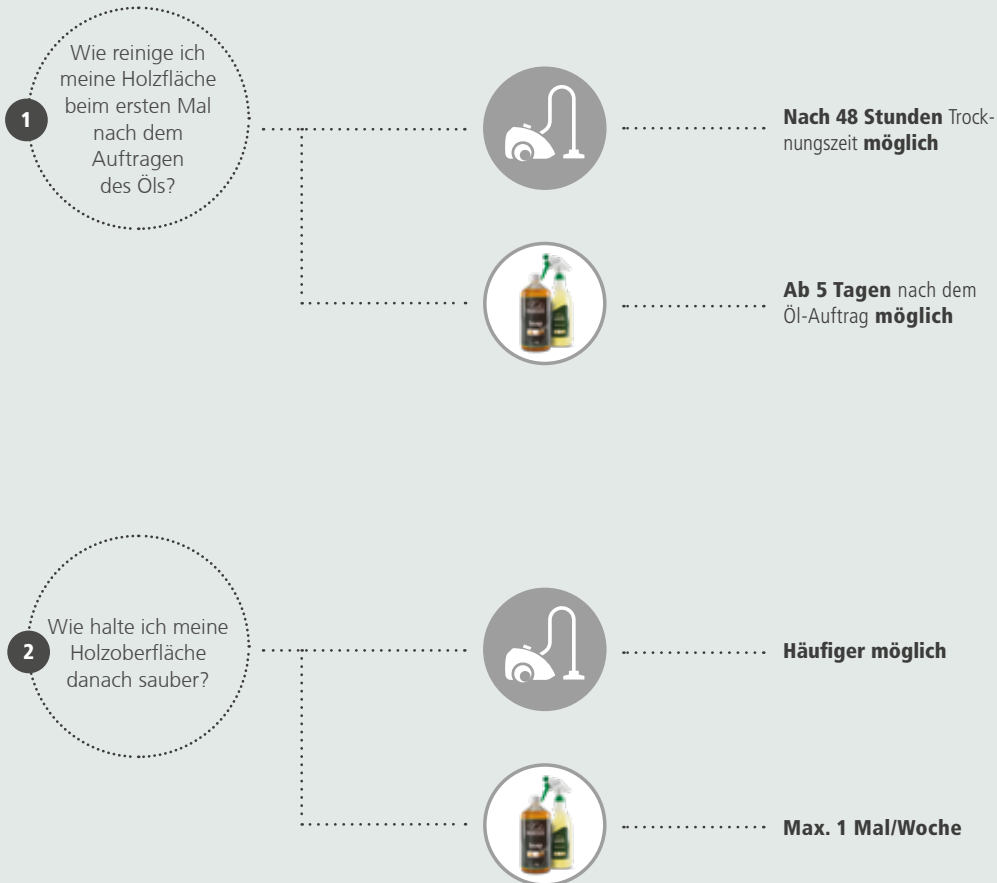 1
Wie reinige ich
meine Holzfläche
beim ersten Mal
nach dem
Auftragen
des Öls?
Nach 48 Stunden Trock-
nungszeit möglich
Ab 5 Tagen nach dem
Öl-Auftrag möglich
2
Wie halte ich meine
Holzoberfläche
danach sauber?
Häufiger möglich
Max. 1 Mal/Woche